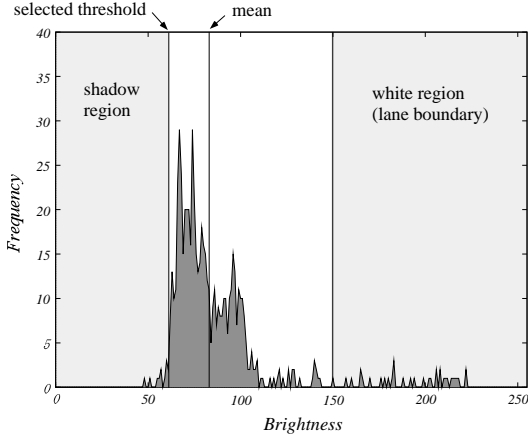 selected threshold
mean
shadow
region
white region
(lane boundary)
Frequency
40
35
30
25
20
15
10
5
0
0
50
100
150
200
250
Brightness